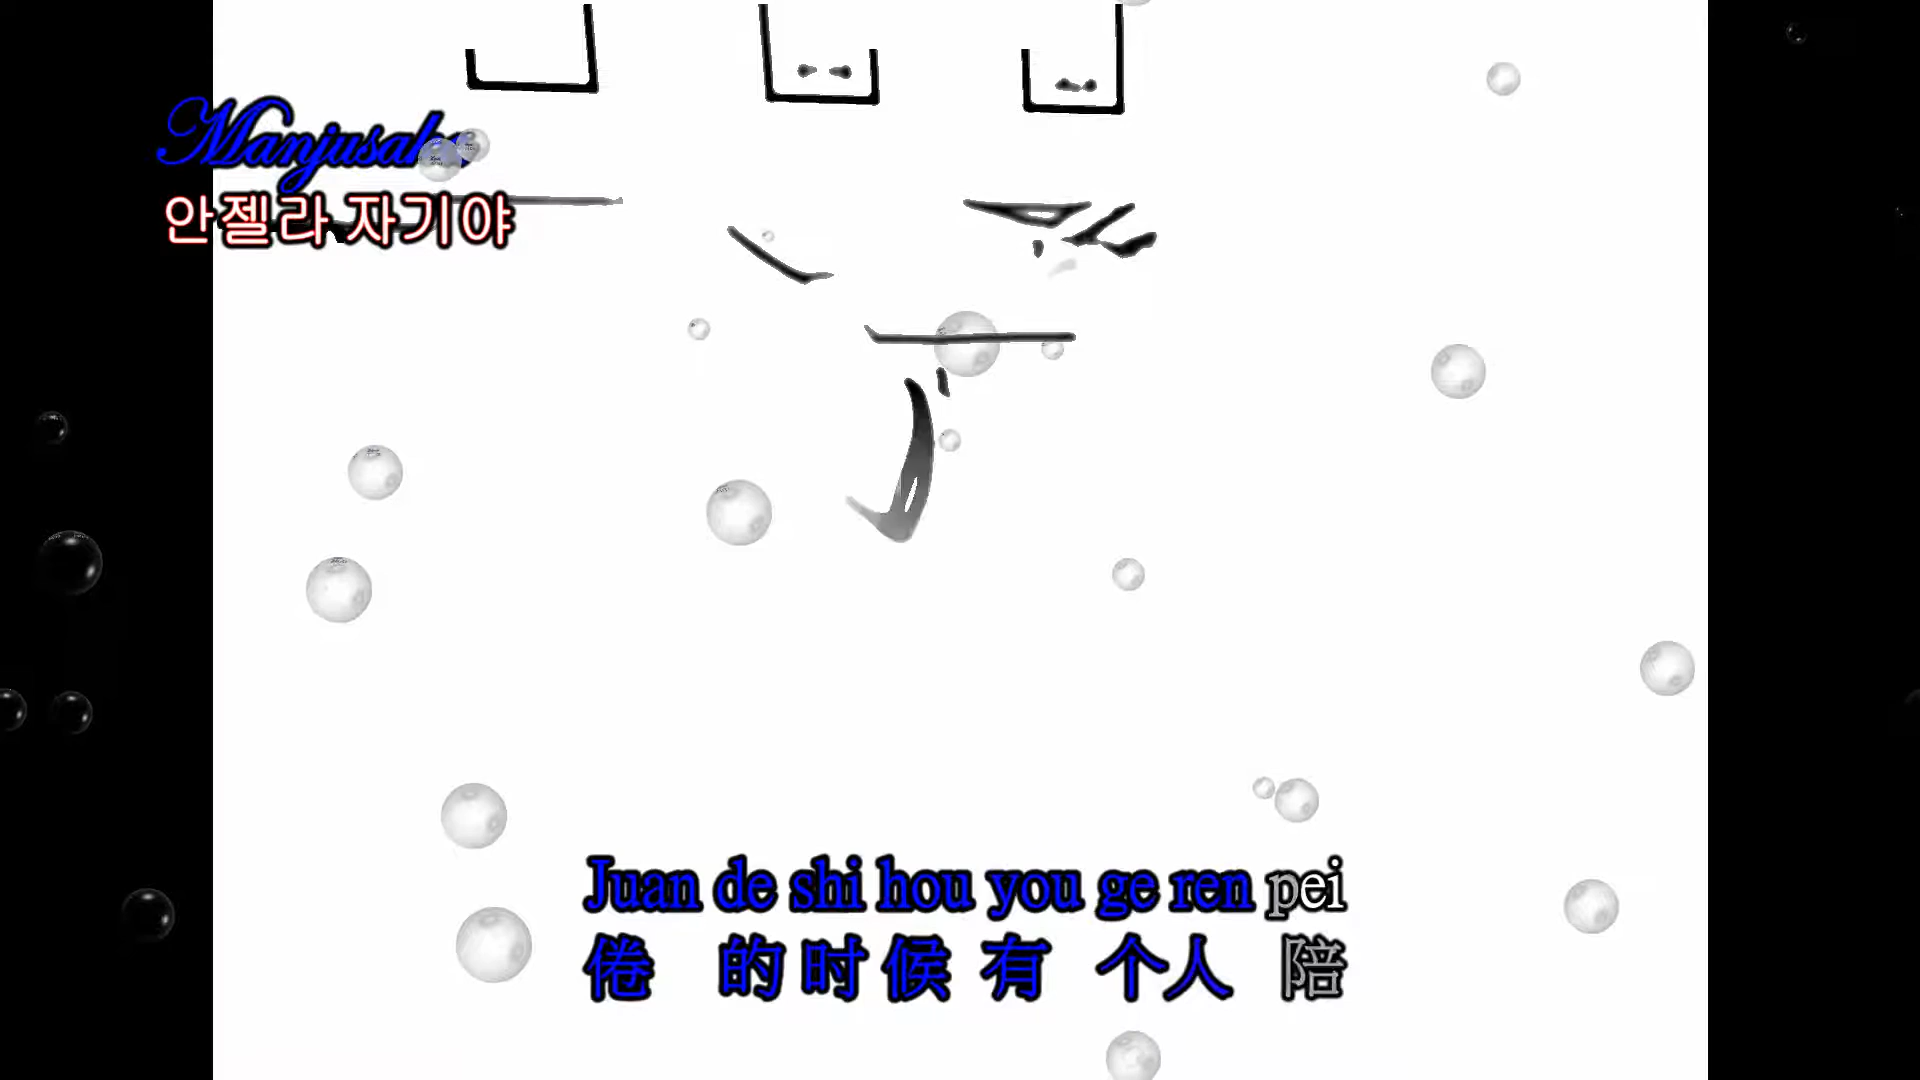 Manjusaka
안젤라 자기야
Juan de shi hou you ge ren pei
倦 的 时 候 有 个 人 陪